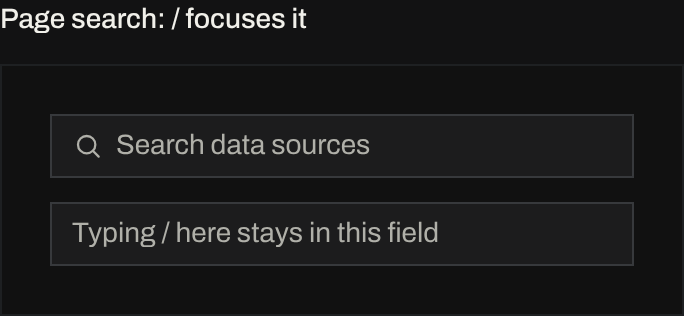 Page search: / focuses it
Search data sources
Typing / here stays in this field